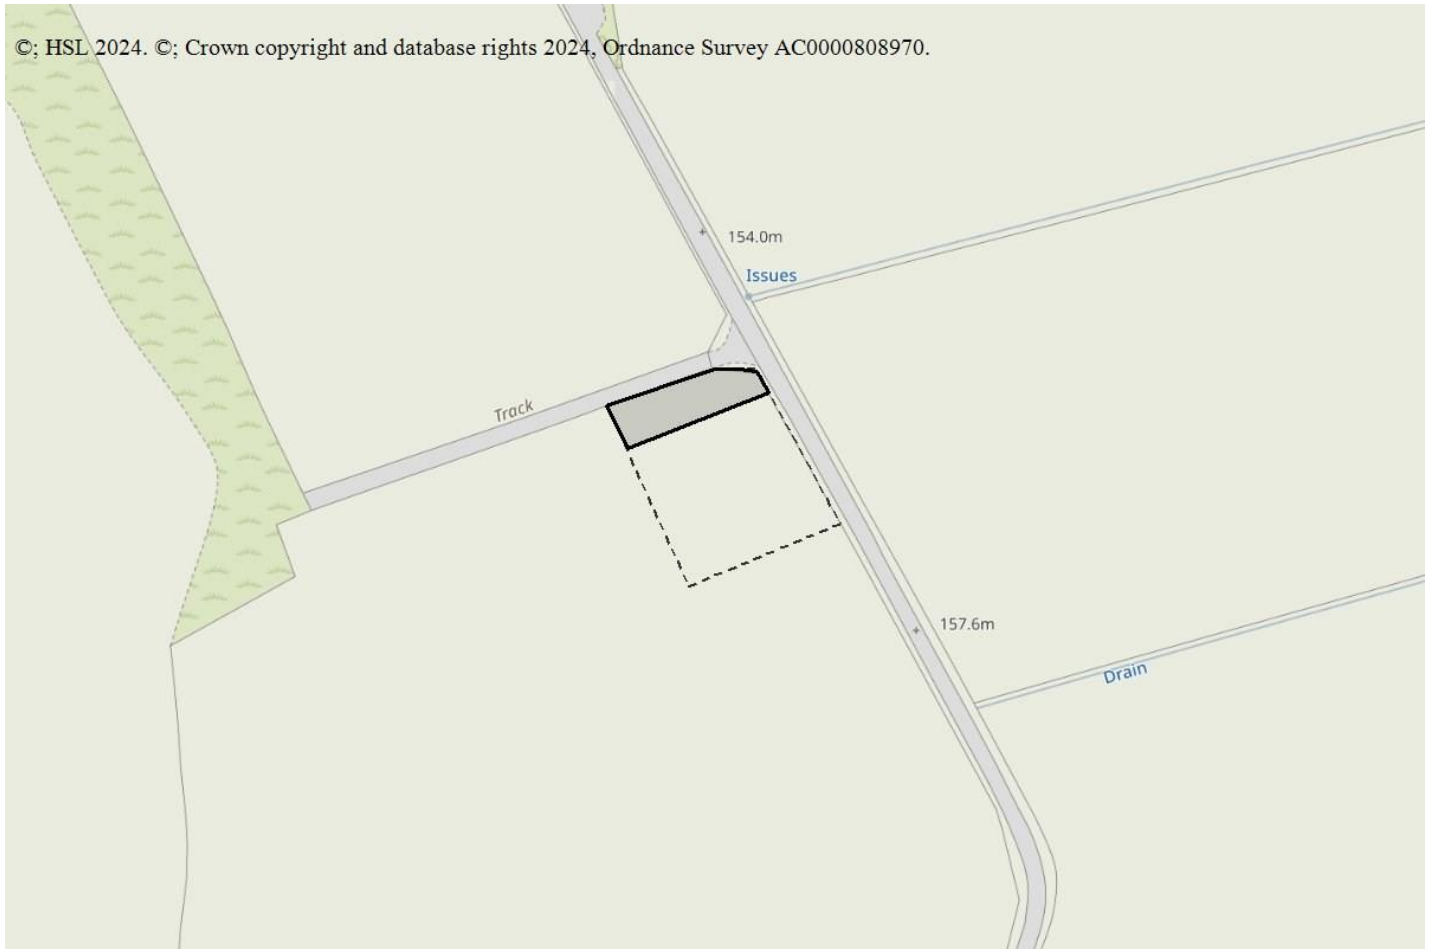 ©; HSL 2024. ©; Crown copyright and database rights 2024, Ordnance Survey AC0000808970.
154.0m
Issues
Track
157.6m
Drain